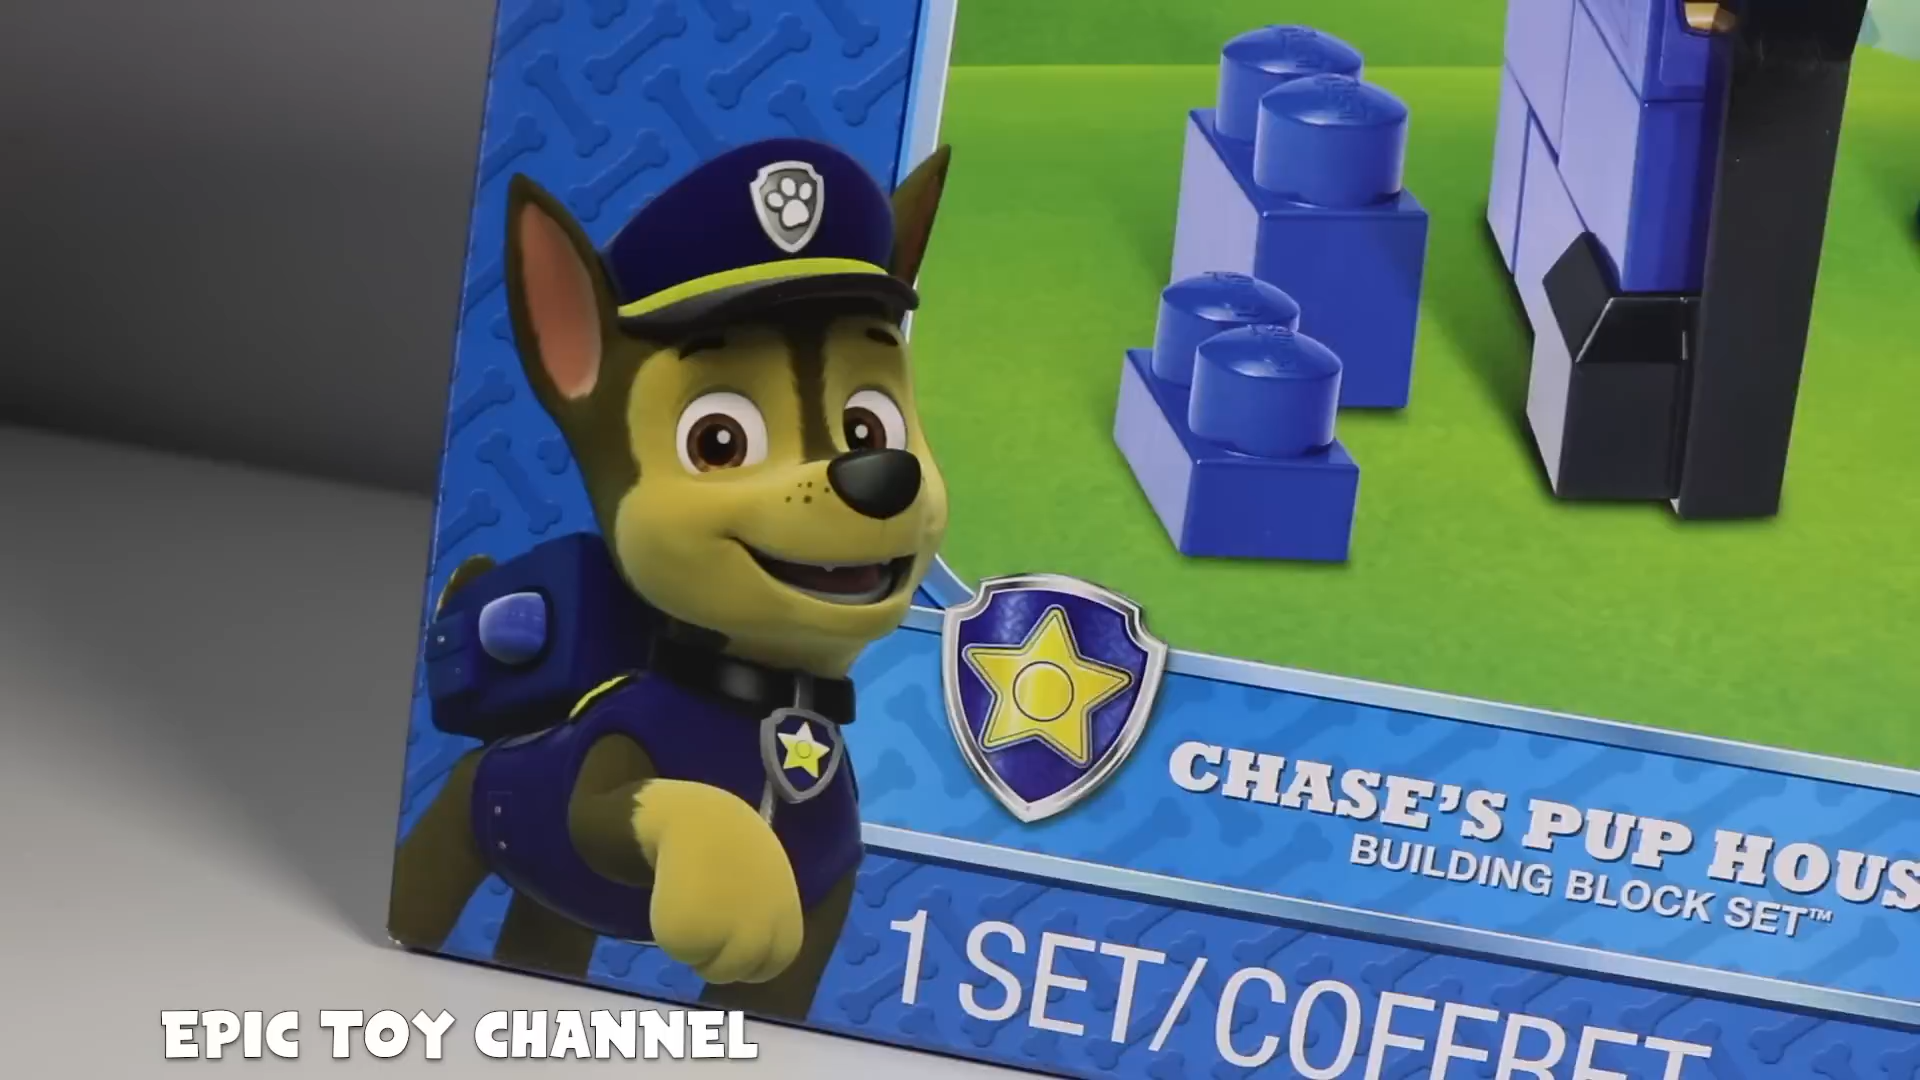 CHASE'S PUP HOUS
BUILDING BLOCK SET™
1 SET/COFFRET
EPIC TOY CHANNEL